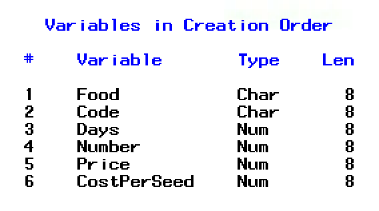 Variables in Creation Order
# Variable Type Len
1 Food Char 8
2 Code Char 8
3 Days Num 8
4 Number Num 8
5 Price Num 8
6 CostPerSeed Num 8